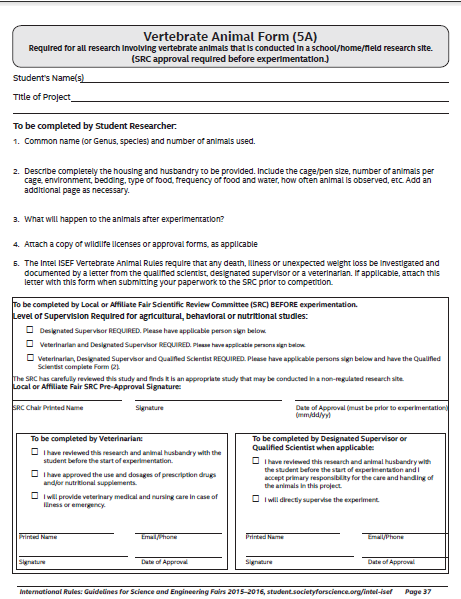 Vertebrate Animal Form (5A)
Required for all research involving vertebrate animals that is conducted in a school/home/field research site.
(SRC approval required before experimentation.)
Student's Name(s)
Title of Project
To be completed by Student Researcher:
1. Common name (or Genus, species) and number of animals used.
2. Describe completely the housing and husbandry to be provided. Include the cage/pen size, number of animals per
cage, environment, bedding, type of food, frequency of food and water, how often animal is observed, etc. Add an
additional page as necessary.
3. What will happen to the animals after experimentation?
4. Attach a copy of wildlife licenses or approval forms, as applicable
5. The Intel ISEF Vertebrate Animal Rules require that any death, illness or unexpected weight loss be investigated and
documented by a letter from the qualified scientist, designated supervisor or a veterinarian. If applicable, attach this
letter with this form when submitting your paperwork to the SRC prior to competition.
To be completed by Local or Affiliate Fair Scientific Review Committee (SRC) BEFORE experimentation.
Level of Supervision Required for agricultural, behavioral or nutritional studies:
☐ Designated Supervisor REQUIRED. Please have applicable person sign below.
☐ Veterinarian and Designated Supervisor REQUIRED. Please have applicable persons sign below.
☐ Veterinarian, Designated Supervisor and Qualified Scientist REQUIRED. Please have applicable persons sign below and have the Qualified
Scientist complete Form (2).
The SRC has carefully reviewed this study and finds it is an appropriate study that may be conducted in a non-regulated research site.
Local or Affiliate Fair SRC Pre-Approval Signature:
SRC Chair Printed Name Signature Date of Approval (must be prior to experimentation)
(mm/dd/yy)
To be completed by Veterinarian:
☐ I have reviewed this research and animal husbandry with the
student before the start of experimentation.
☐ I have approved the use and dosages of prescription drugs
and/or nutritional supplements.
☐ I will provide veterinary medical and nursing care in case of
illness or emergency.
Printed Name Email/Phone
Signature Date of Approval
To be completed by Designated Supervisor or
Qualified Scientist when applicable:
☐ I have reviewed this research and animal husbandry with
the student before the start of experimentation and I
accept primary responsibility for the care and handling of
the animals in this project.
☐ I will directly supervise the experiment.
Printed Name Email/Phone
Signature Date of Approval
International Rules: Guidelines for Science and Engineering Fairs 2015–2016, student.societyforscience.org/intel-isef Page 37